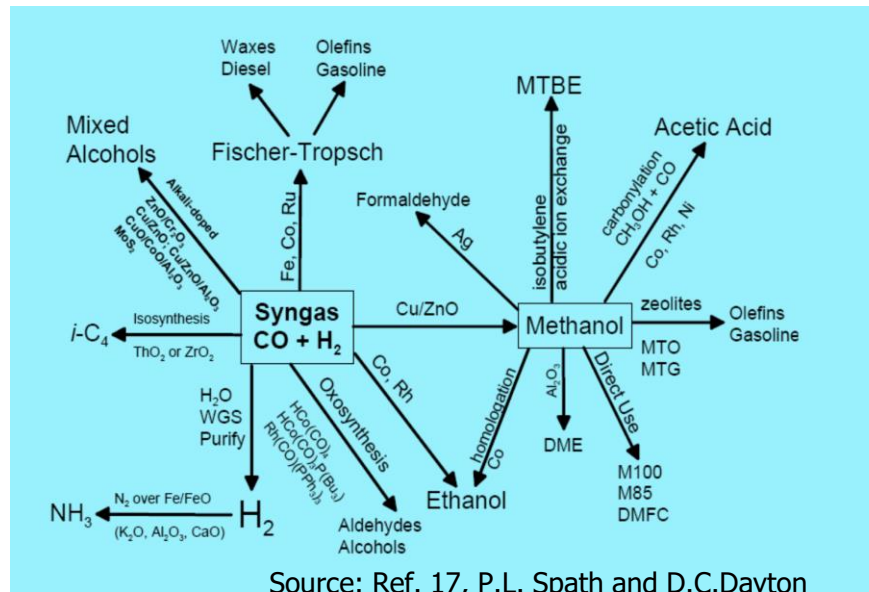 Waxes
Diesel
Olefins
Gasoline
Mixed
Alcohols
Fischer-Tropsch
MTBE
Acetic Acid
Formaldehyde
Alkali-doped
ZnO/Cr₂O₃
Cu/ZnO; Cu/ZnO/Al₂O₃
CuO/CoO/Al₂O₃
MoS₂
Fe, Co, Ru
Ag
isobutylene
acidic ion exchange
carbonylation
CH₃OH + CO
Co, Rh, Ni
Syngas
CO + H₂
Cu/ZnO
Methanol
zeolites
MTO
MTG
Olefins
Gasoline
i-C₄
Isosynthesis
ThO₂ or ZrO₂
H₂O
WGS
Purify
Oxosynthesis
HCo(CO)₄
HCo(CO)₃P(Bu₃)
Rh(CO)(PPh₃)₃
Co, Rh
homologation
Co
Al₂O₃
DME
Direct Use
M100
M85
DMFC
Ethanol
Aldehydes
Alcohols
NH₃
N₂ over Fe/FeO
(K₂O, Al₂O₃, CaO)
H₂
Source: Ref. 17, P.L. Spath and D.C.Dayton